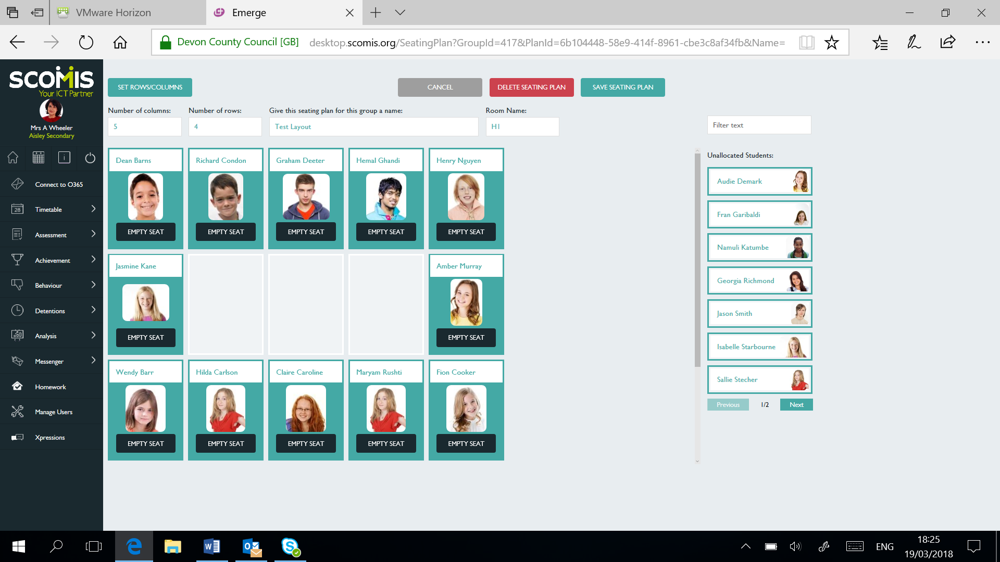 VMware Horizon
Emerge
Devon County Council [GB]
desktop.scomis.org/SeatingPlan?GroupId=417&PlanId=6b104448-58e9-414f-8961-cbe3c8af34fb&Name=
SCOMIS
Your ICT Partner
Mrs A Wheeler
Aisley Secondary
Connect to O365
28
Timetable
Assessment
Achievement
Behaviour
Detentions
Analysis
Messenger
Homework
Manage Users
Xpressions
SET ROWS/COLUMNS
CANCEL
DELETE SEATING PLAN
SAVE SEATING PLAN
Number of columns:
Number of rows:
Give this seating plan for this group a name:
Room Name:
5
4
Test Layout
H1
Filter text
Dean Barns
Richard Condon
Graham Deeter
Hemal Ghandi
Henry Nguyen
EMPTY SEAT
EMPTY SEAT
EMPTY SEAT
EMPTY SEAT
EMPTY SEAT
Jasmine Kane
Amber Murray
EMPTY SEAT
EMPTY SEAT
Wendy Barr
Hilda Carlson
Claire Caroline
Maryam Rushti
Fion Cooker
EMPTY SEAT
EMPTY SEAT
EMPTY SEAT
EMPTY SEAT
EMPTY SEAT
Unallocated Students:
Audie Demark
Fran Garibaldi
Namuli Katumbe
Georgia Richmond
Jason Smith
Isabelle Starbourne
Sallie Stecher
Previous
1/2
Next
ENG
18:25
19/03/2018